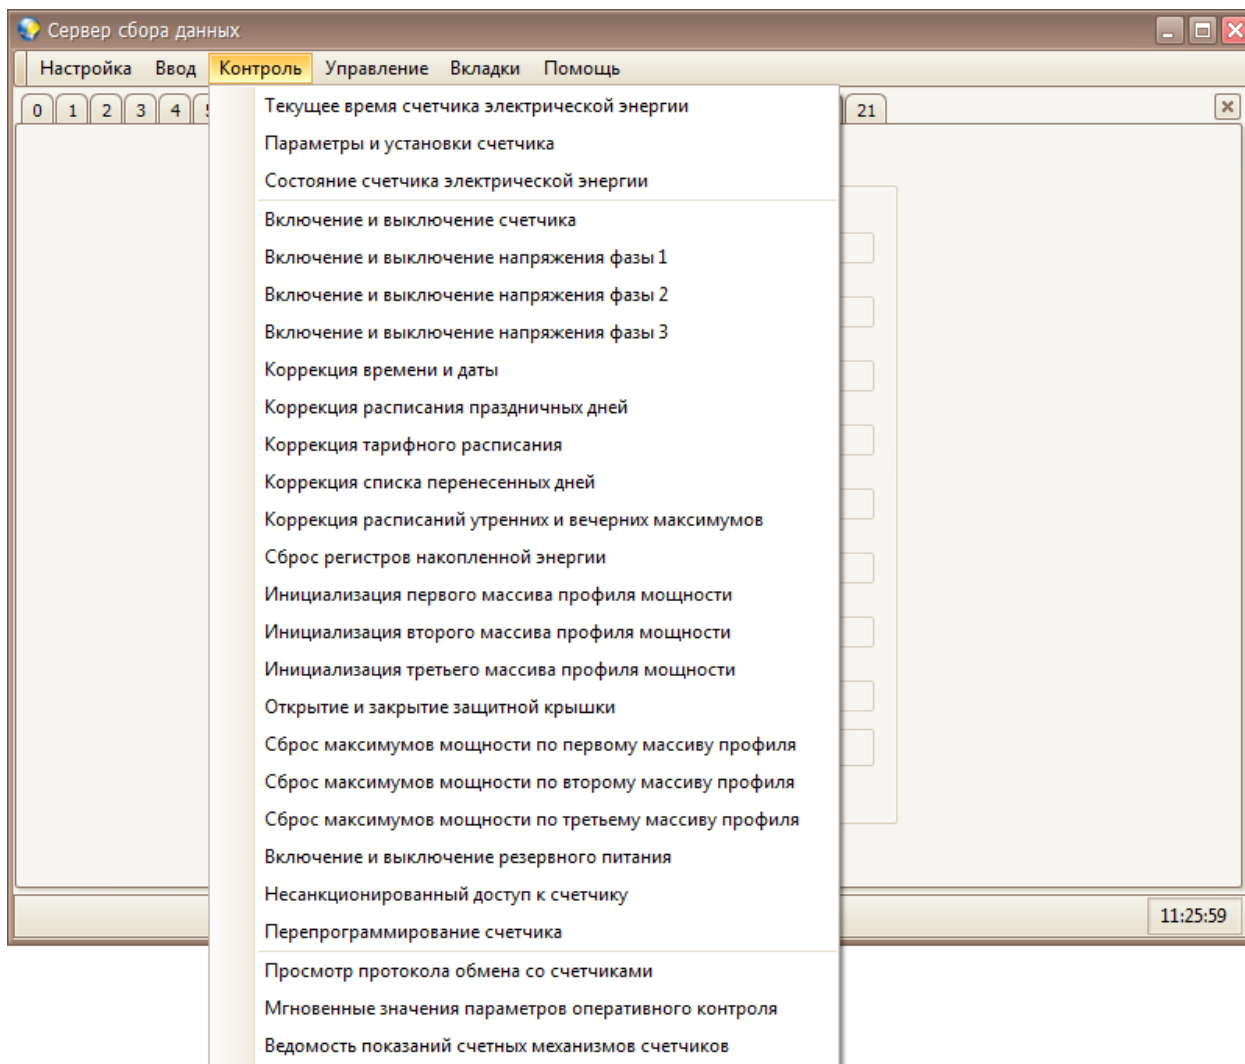 Сервер сбора данных
Настройка Ввод Контроль Управление Вкладки Помощь
0 1 2 3 4 21
Текущее время счетчика электрической энергии
Параметры и установки счетчика
Состояние счетчика электрической энергии
Включение и выключение счетчика
Включение и выключение напряжения фазы 1
Включение и выключение напряжения фазы 2
Включение и выключение напряжения фазы 3
Коррекция времени и даты
Коррекция расписания праздничных дней
Коррекция тарифного расписания
Коррекция списка перенесенных дней
Коррекция расписаний утренних и вечерних максимумов
Сброс регистров накопленной энергии
Инициализация первого массива профиля мощности
Инициализация второго массива профиля мощности
Инициализация третьего массива профиля мощности
Открытие и закрытие защитной крышки
Сброс максимумов мощности по первому массиву профиля
Сброс максимумов мощности по второму массиву профиля
Сброс максимумов мощности по третьему массиву профиля
Включение и выключение резервного питания
Несанкционированный доступ к счетчику
Перепрограммирование счетчика
11:25:59
Просмотр протокола обмена со счетчиками
Мгновенные значения параметров оперативного контроля
Ведомость показаний счетных механизмов счетчиков